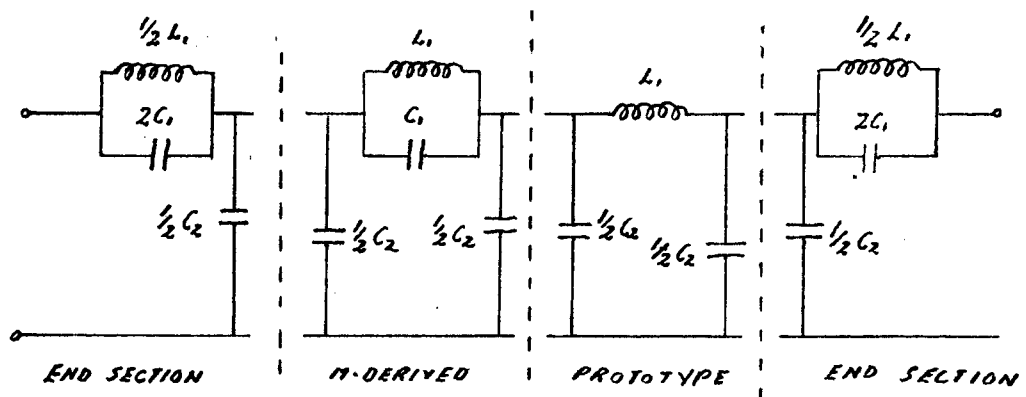 ½ L₁
2C₁
½ C₂
END SECTION
L₁
C₁
½ C₂
½ C₂
M-DERIVED
L₁
½ C₂
½ C₂
PROTOTYPE
½ L₁
2C₁
½ C₂
END SECTION